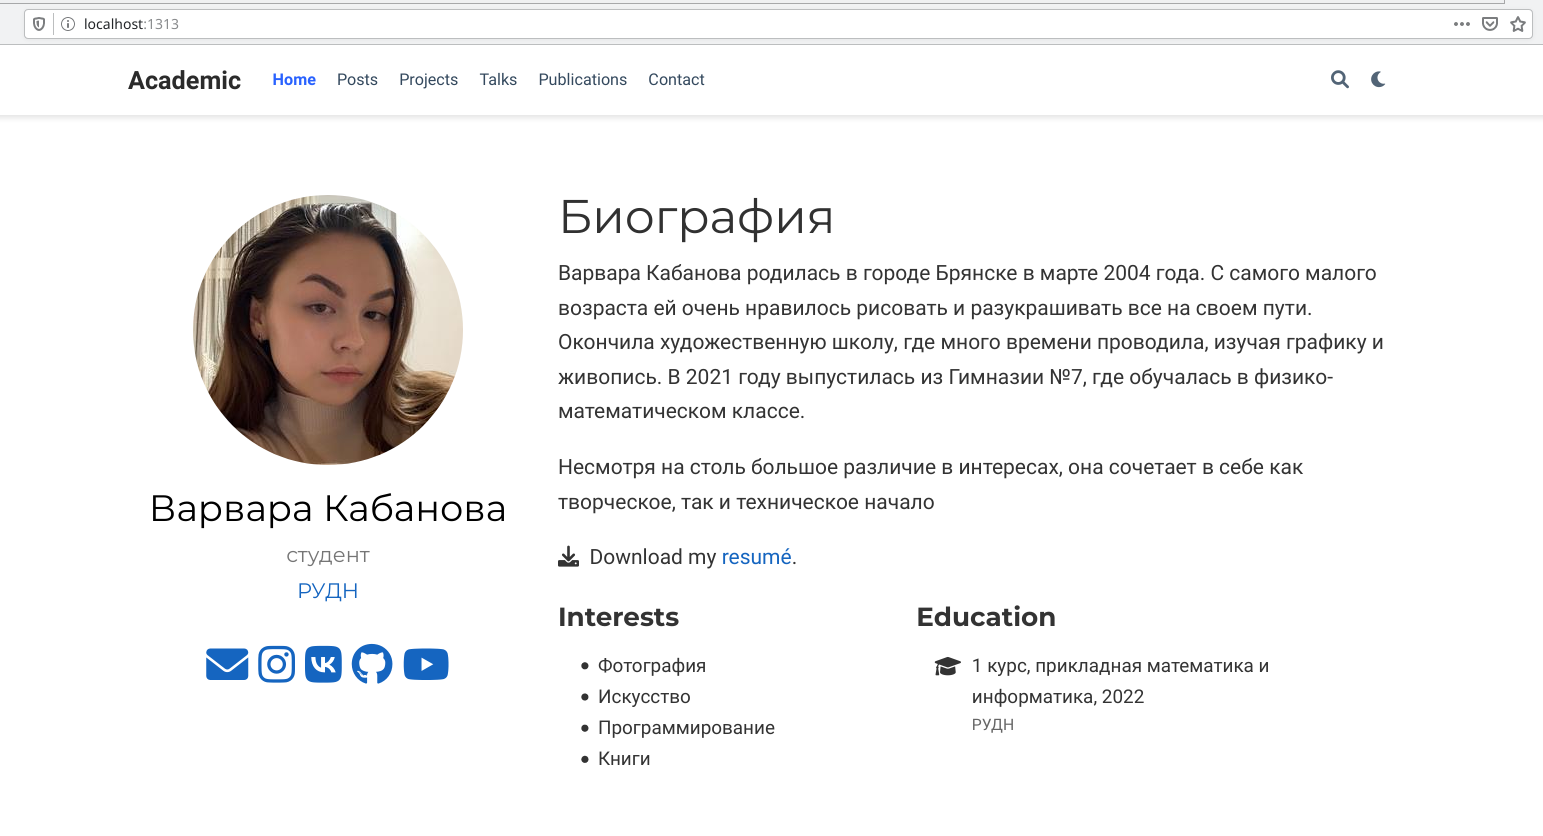 localhost:1313
Academic Home Posts Projects Talks Publications Contact
Биография
Варвара Кабанова родилась в городе Брянске в марте 2004 года. С самого малого
возраста ей очень нравилось рисовать и разукрашивать все на своем пути.
Окончила художественную школу, где много времени проводила, изучая графику и
живопись. В 2021 году выпустилась из Гимназии №7, где обучалась в физико-
математическом классе.
Несмотря на столь большое различие в интересах, она сочетает в себе как
творческое, так и техническое начало
Варвара Кабанова
студент
РУДН
Download my resumé.
Interests
Фотография
Искусство
Программирование
Книги
Education
1 курс, прикладная математика и
информатика, 2022
РУДН